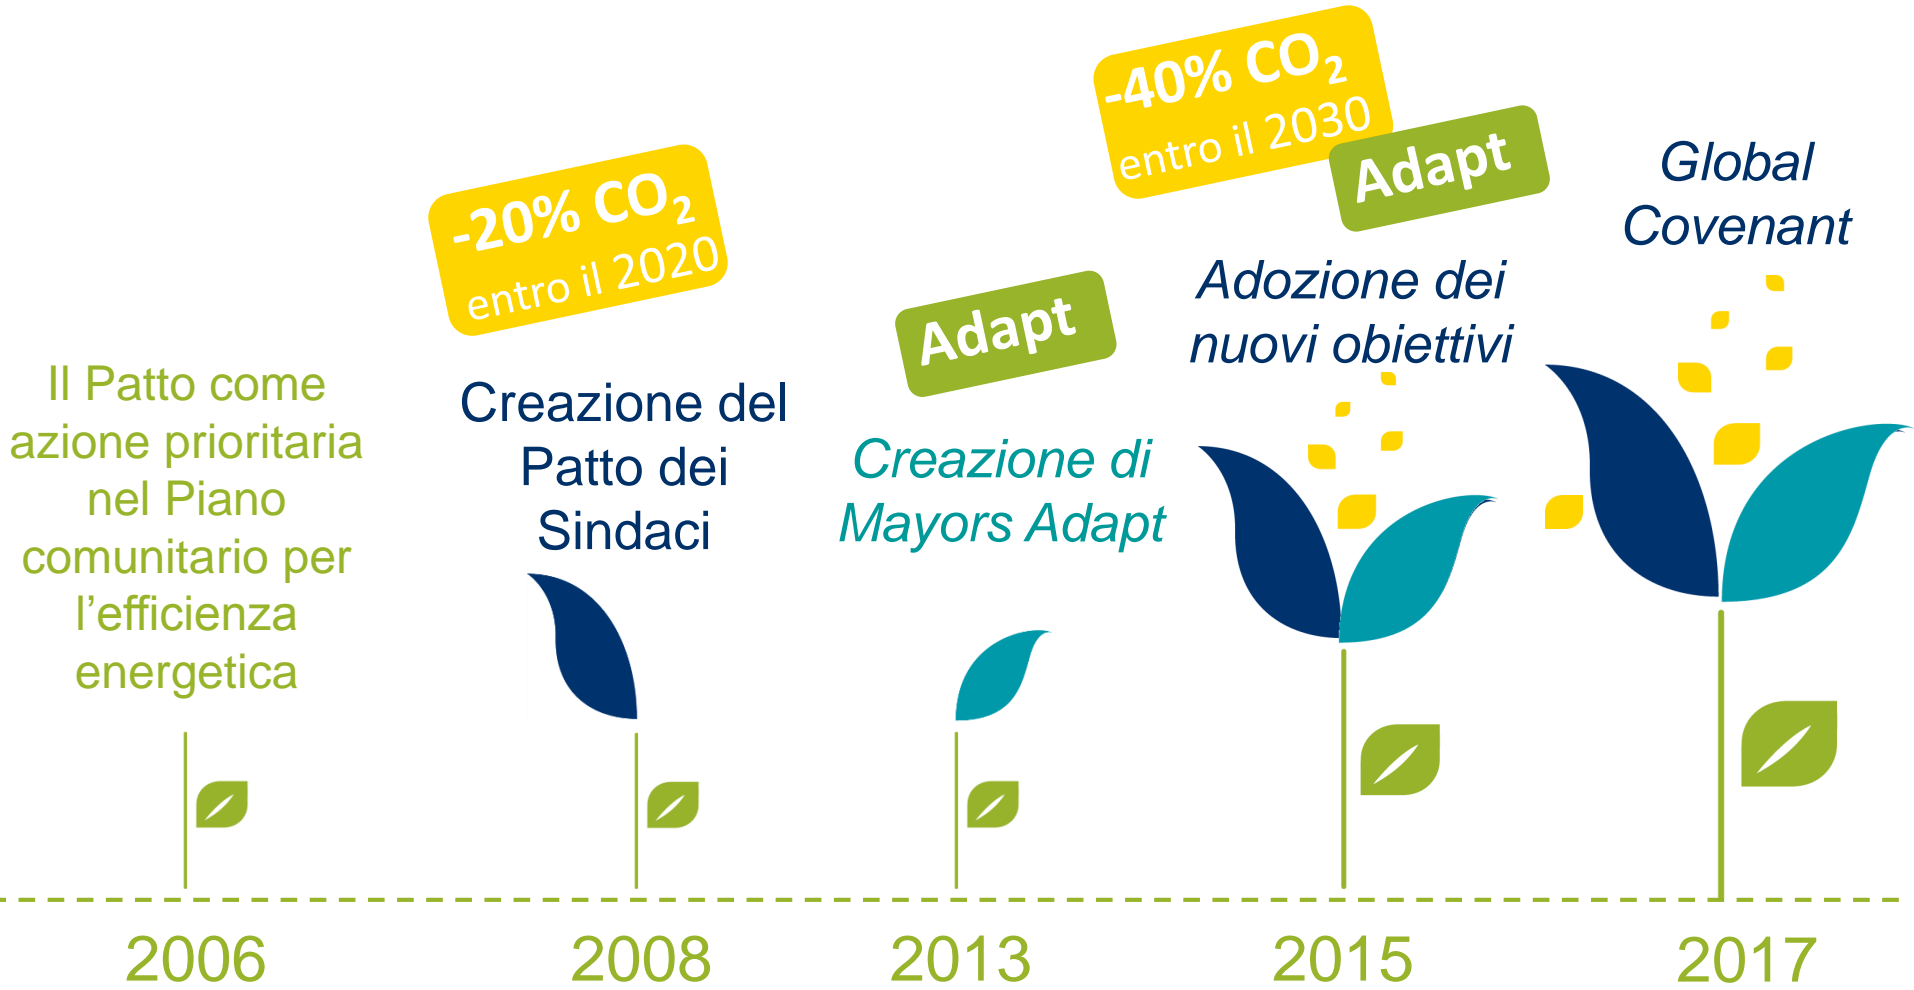 Il Patto come
azione prioritaria
nel Piano
comunitario per
l’efficienza
energetica
2006
-20% CO₂
entro il 2020
Creazione del
Patto dei
Sindaci
2008
Adapt
Creazione di
Mayors Adapt
2013
-40% CO₂
entro il 2030
Adapt
Adozione dei
nuovi obiettivi
2015
Global
Covenant
2017